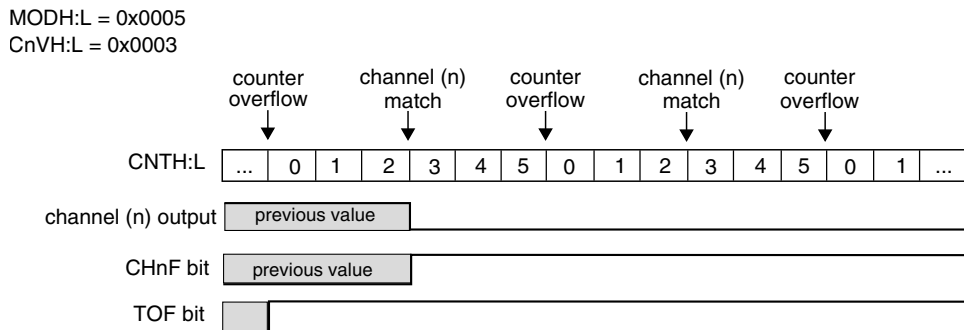 MODH:L = 0x0005
CnVH:L = 0x0003
counter overflow
channel (n) match
counter overflow
channel (n) match
counter overflow
CNTH:L ... 0 1 2 3 4 5 0 1 2 3 4 5 0 1 ...
channel (n) output previous value
CHnF bit previous value
TOF bit